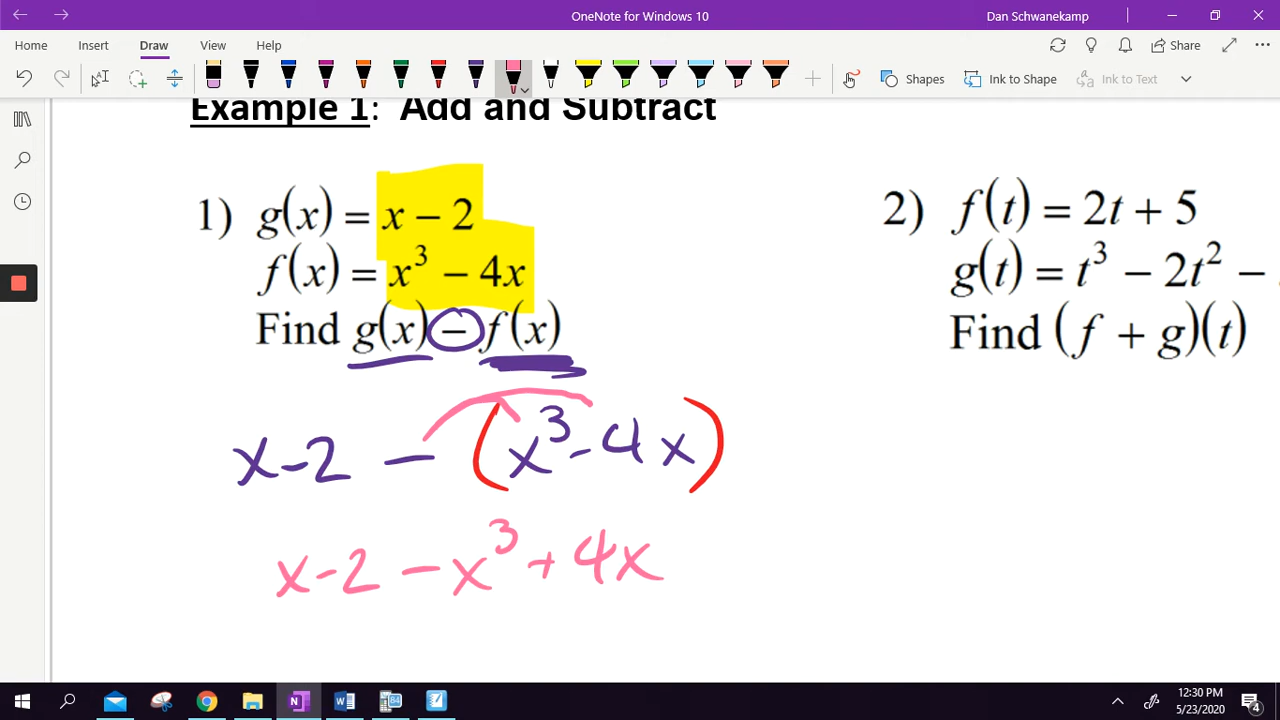 OneNote for Windows 10
Dan Schwanekamp
Home Insert Draw View Help
Share
Shapes Ink to Shape Ink to Text
Example 1: Add and Subtract
1) g(x) = x − 2
f(x) = x³ − 4x
Find g(x) − f(x)
x-2 - (x³-4x)
x-2 -x³+4x
2) f(t) = 2t + 5
g(t) = t³ − 2t² −
Find (f + g)(t)
12:30 PM
5/23/2020
4